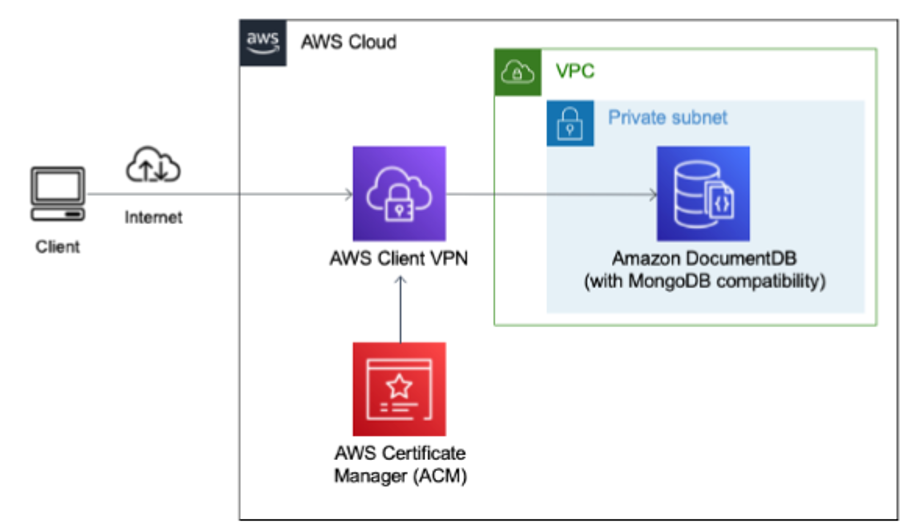 aws
AWS Cloud
VPC
Private subnet
Internet
Client
AWS Client VPN
Amazon DocumentDB
(with MongoDB compatibility)
AWS Certificate
Manager (ACM)